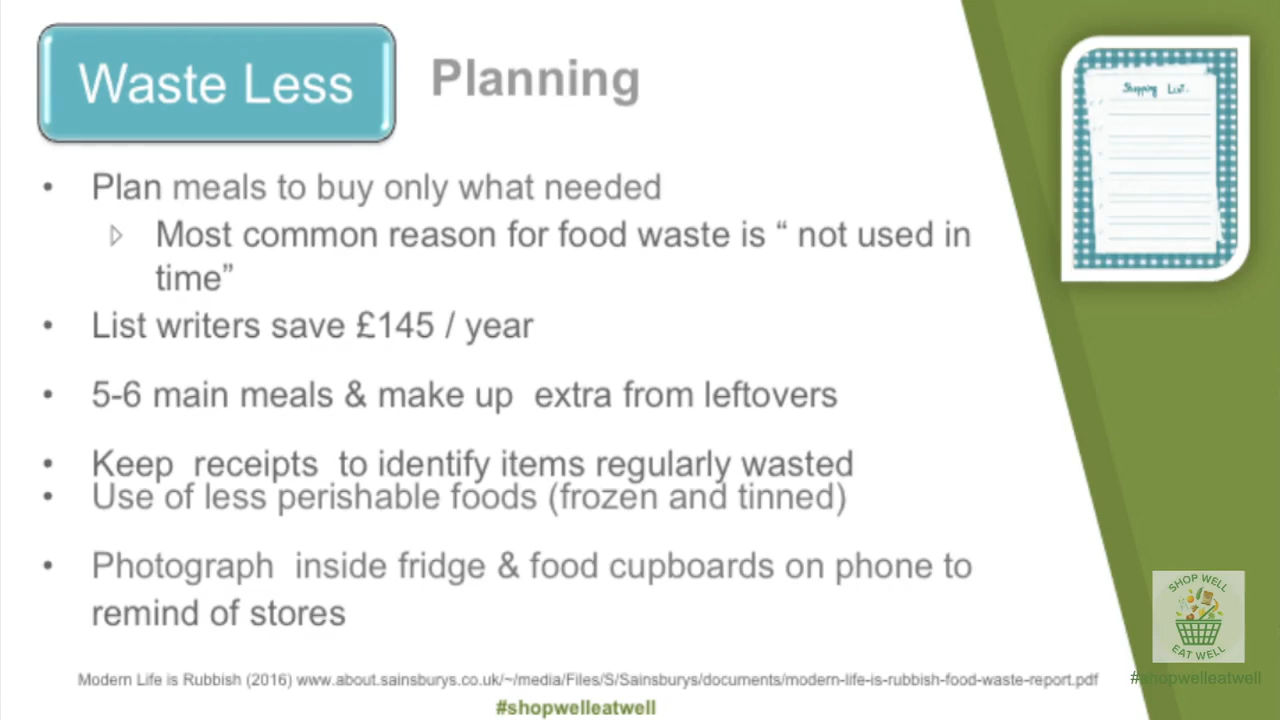 Waste Less
Planning
Shopping List
• Plan meals to buy only what needed
Most common reason for food waste is “ not used in
time”
• List writers save £145 / year
• 5-6 main meals & make up extra from leftovers
• Keep receipts to identify items regularly wasted
• Use of less perishable foods (frozen and tinned)
• Photograph inside fridge & food cupboards on phone to
remind of stores
SHOP WELL
EAT WELL
Modern Life is Rubbish (2016) www.about.sainsburys.co.uk/~/media/Files/S/Sainsburys/documents/modern-life-is-rubbish-food-waste-report.pdf
#shopwelleatwell
#shopwelleatwell